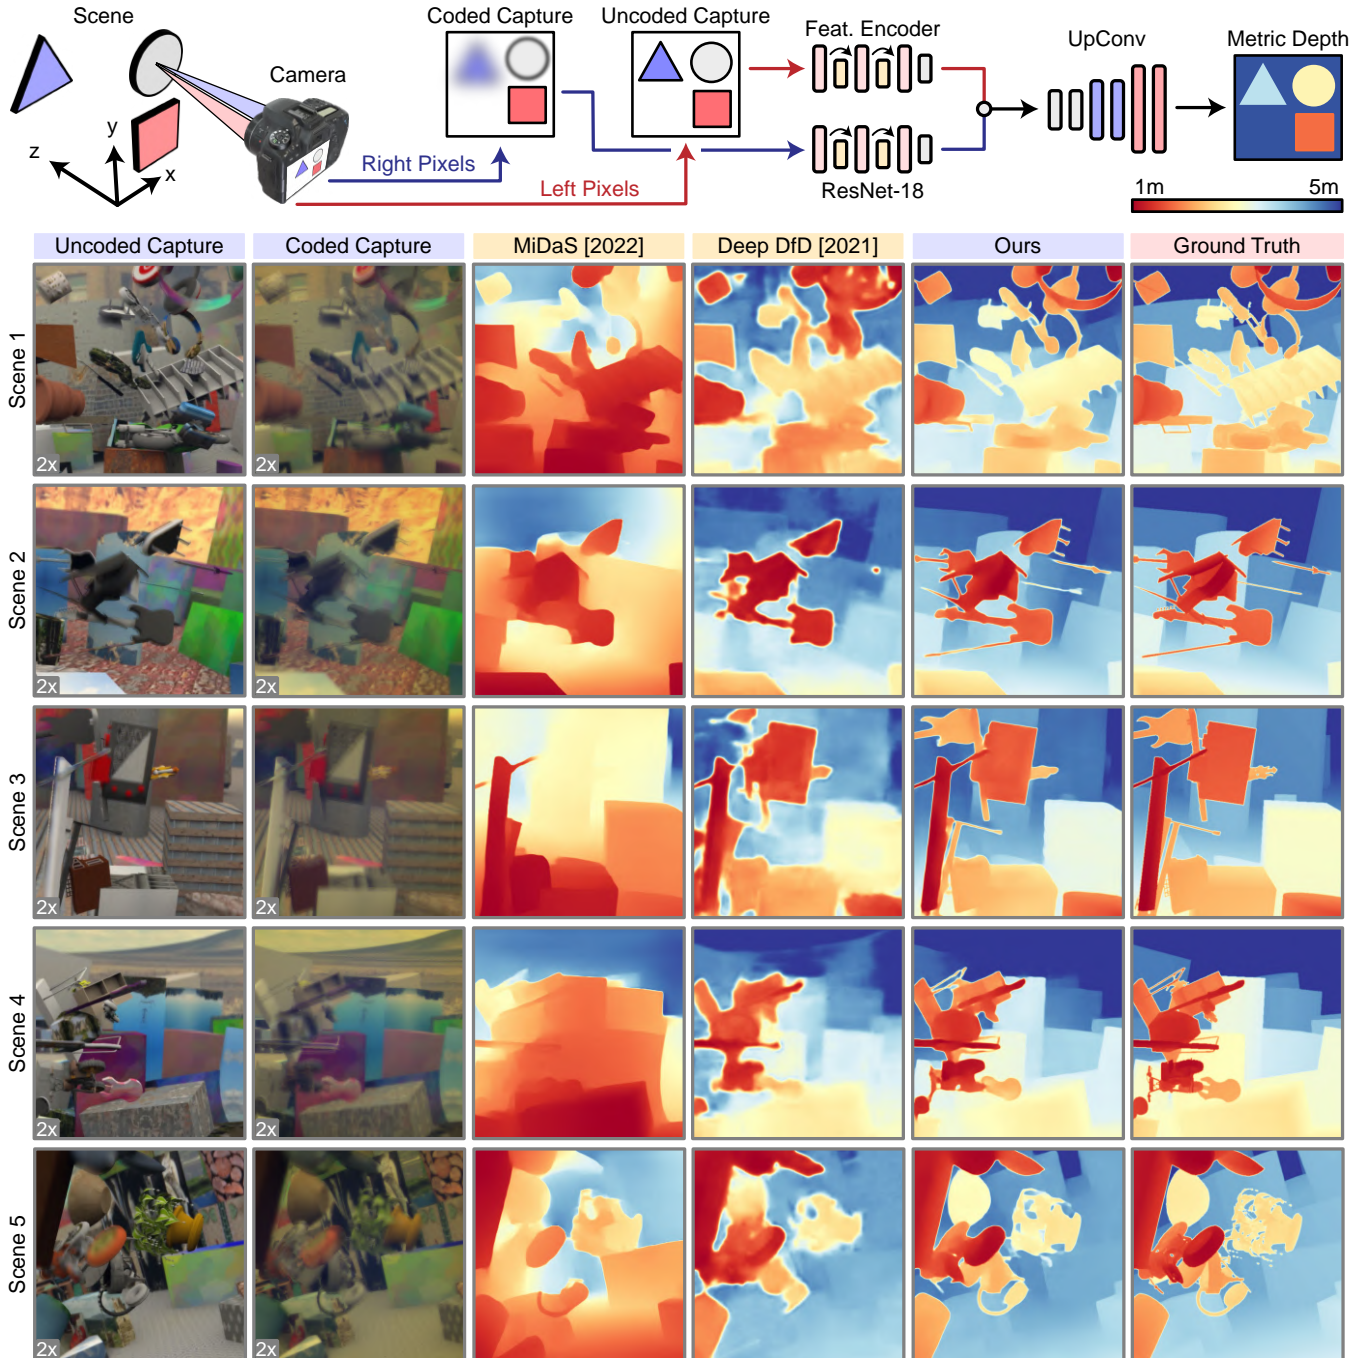 Scene
Camera
y
z
x
Coded Capture
Uncoded Capture
Feat. Encoder
UpConv
Metric Depth
Right Pixels
Left Pixels
ResNet-18
1m
5m
Uncoded Capture
Coded Capture
MiDaS [2022]
Deep DfD [2021]
Ours
Ground Truth
Scene 1
2x
2x
Scene 2
2x
2x
Scene 3
2x
2x
Scene 4
2x
2x
Scene 5
2x
2x